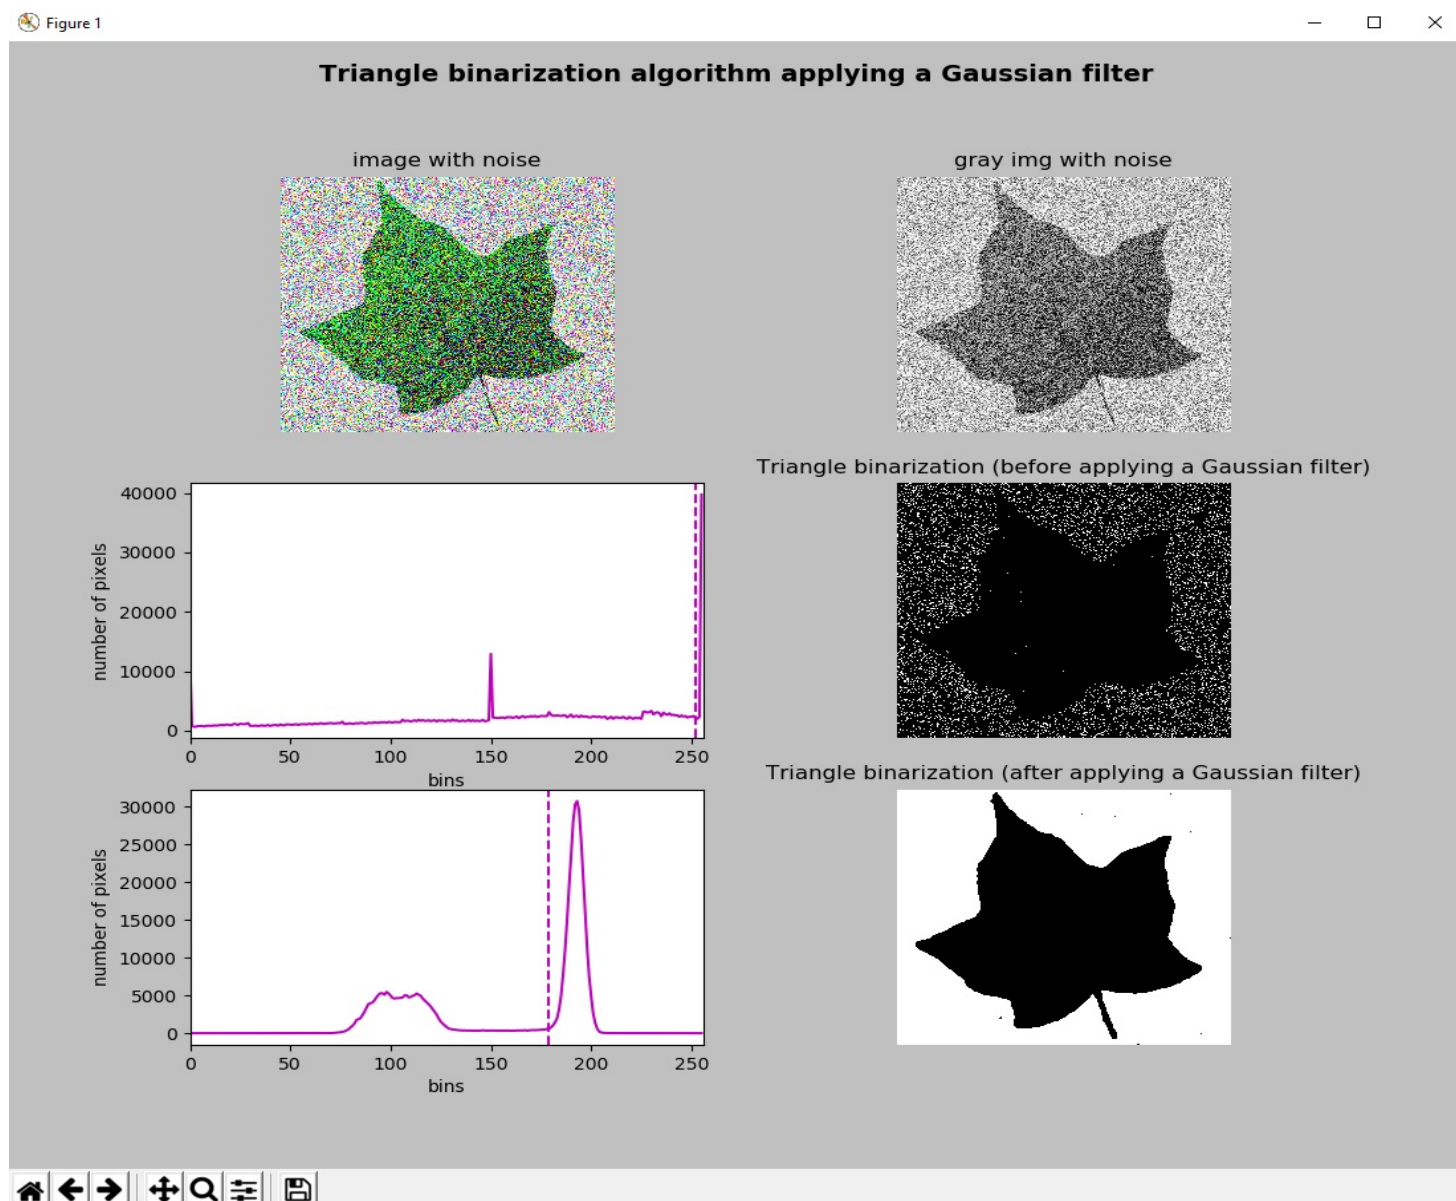 Figure 1
Triangle binarization algorithm applying a Gaussian filter
image with noise
gray img with noise
number of pixels
40000
30000
20000
10000
0
0 50 100 150 200 250
bins
Triangle binarization (before applying a Gaussian filter)
number of pixels
30000
25000
20000
15000
10000
5000
0
0 50 100 150 200 250
bins
Triangle binarization (after applying a Gaussian filter)